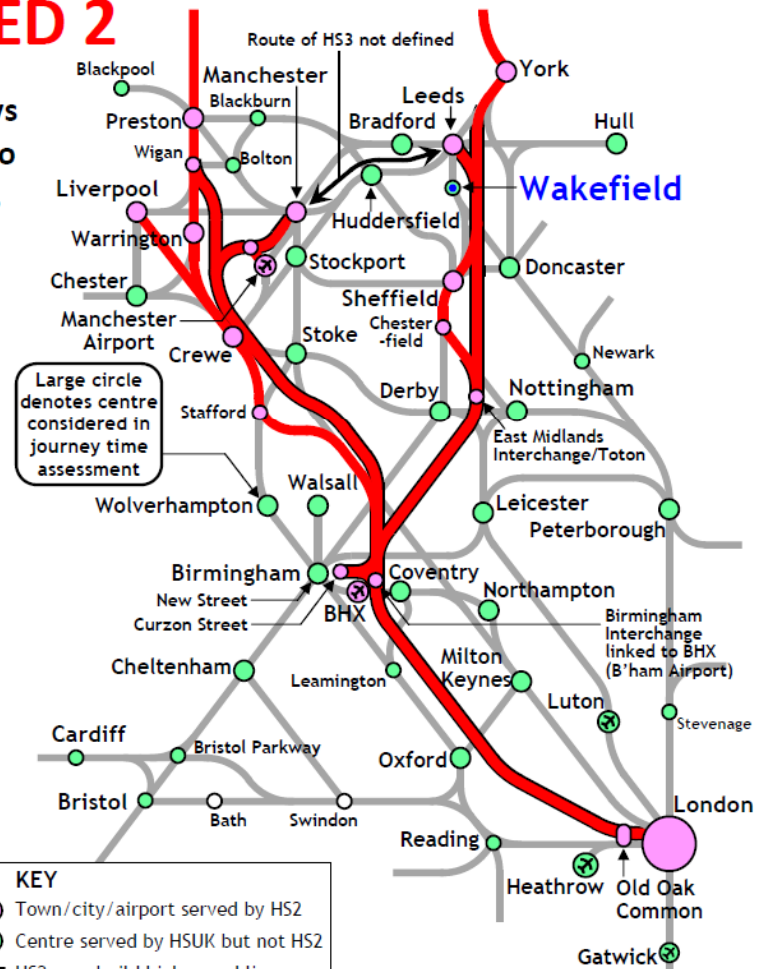 ED 2
Route of HS3 not defined
Blackpool
Manchester
York
Leeds
Blackburn
Preston
Bradford
Hull
Wigan
Bolton
Liverpool
Wakefield
Warrington
Huddersfield
Stockport
Doncaster
Chester
Sheffield
Manchester
Airport
Chester
-field
Stoke
Crewe
Newark
Large circle
denotes centre
considered in
journey time
assessment
Derby
Nottingham
Stafford
East Midlands
Interchange/Toton
Walsall
Wolverhampton
Leicester
Peterborough
Birmingham
Coventry
New Street
Curzon Street
BHX
Northampton
Birmingham
Interchange
linked to BHX
(B'ham Airport)
Cheltenham
Leamington
Milton
Keynes
Luton
Stevenage
Cardiff
Bristol Parkway
Oxford
Bristol
Bath
Swindon
London
Reading
Heathrow
Old Oak
Common
Gatwick
KEY
Town/city/airport served by HS2
Centre served by HSUK but not HS2